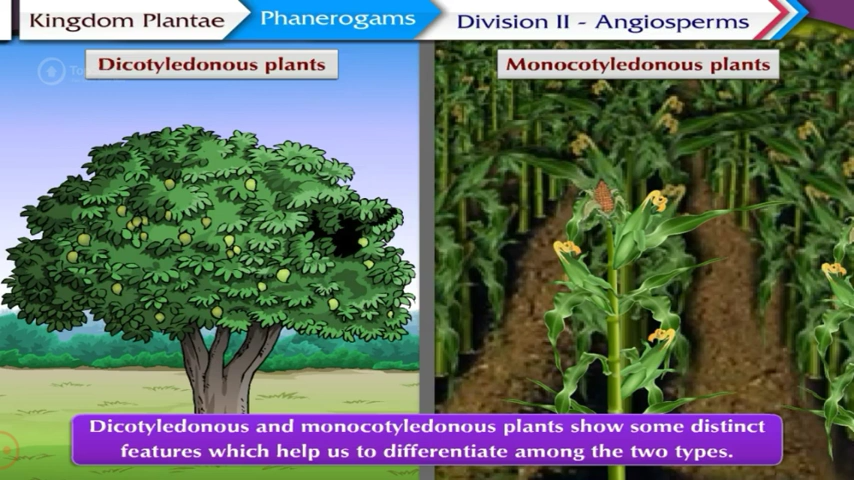 Kingdom Plantae
Phanerogams
Division II - Angiosperms
Dicotyledonous plants
Monocotyledonous plants
Dicotyledonous and monocotyledonous plants show some distinct
features which help us to differentiate among the two types.